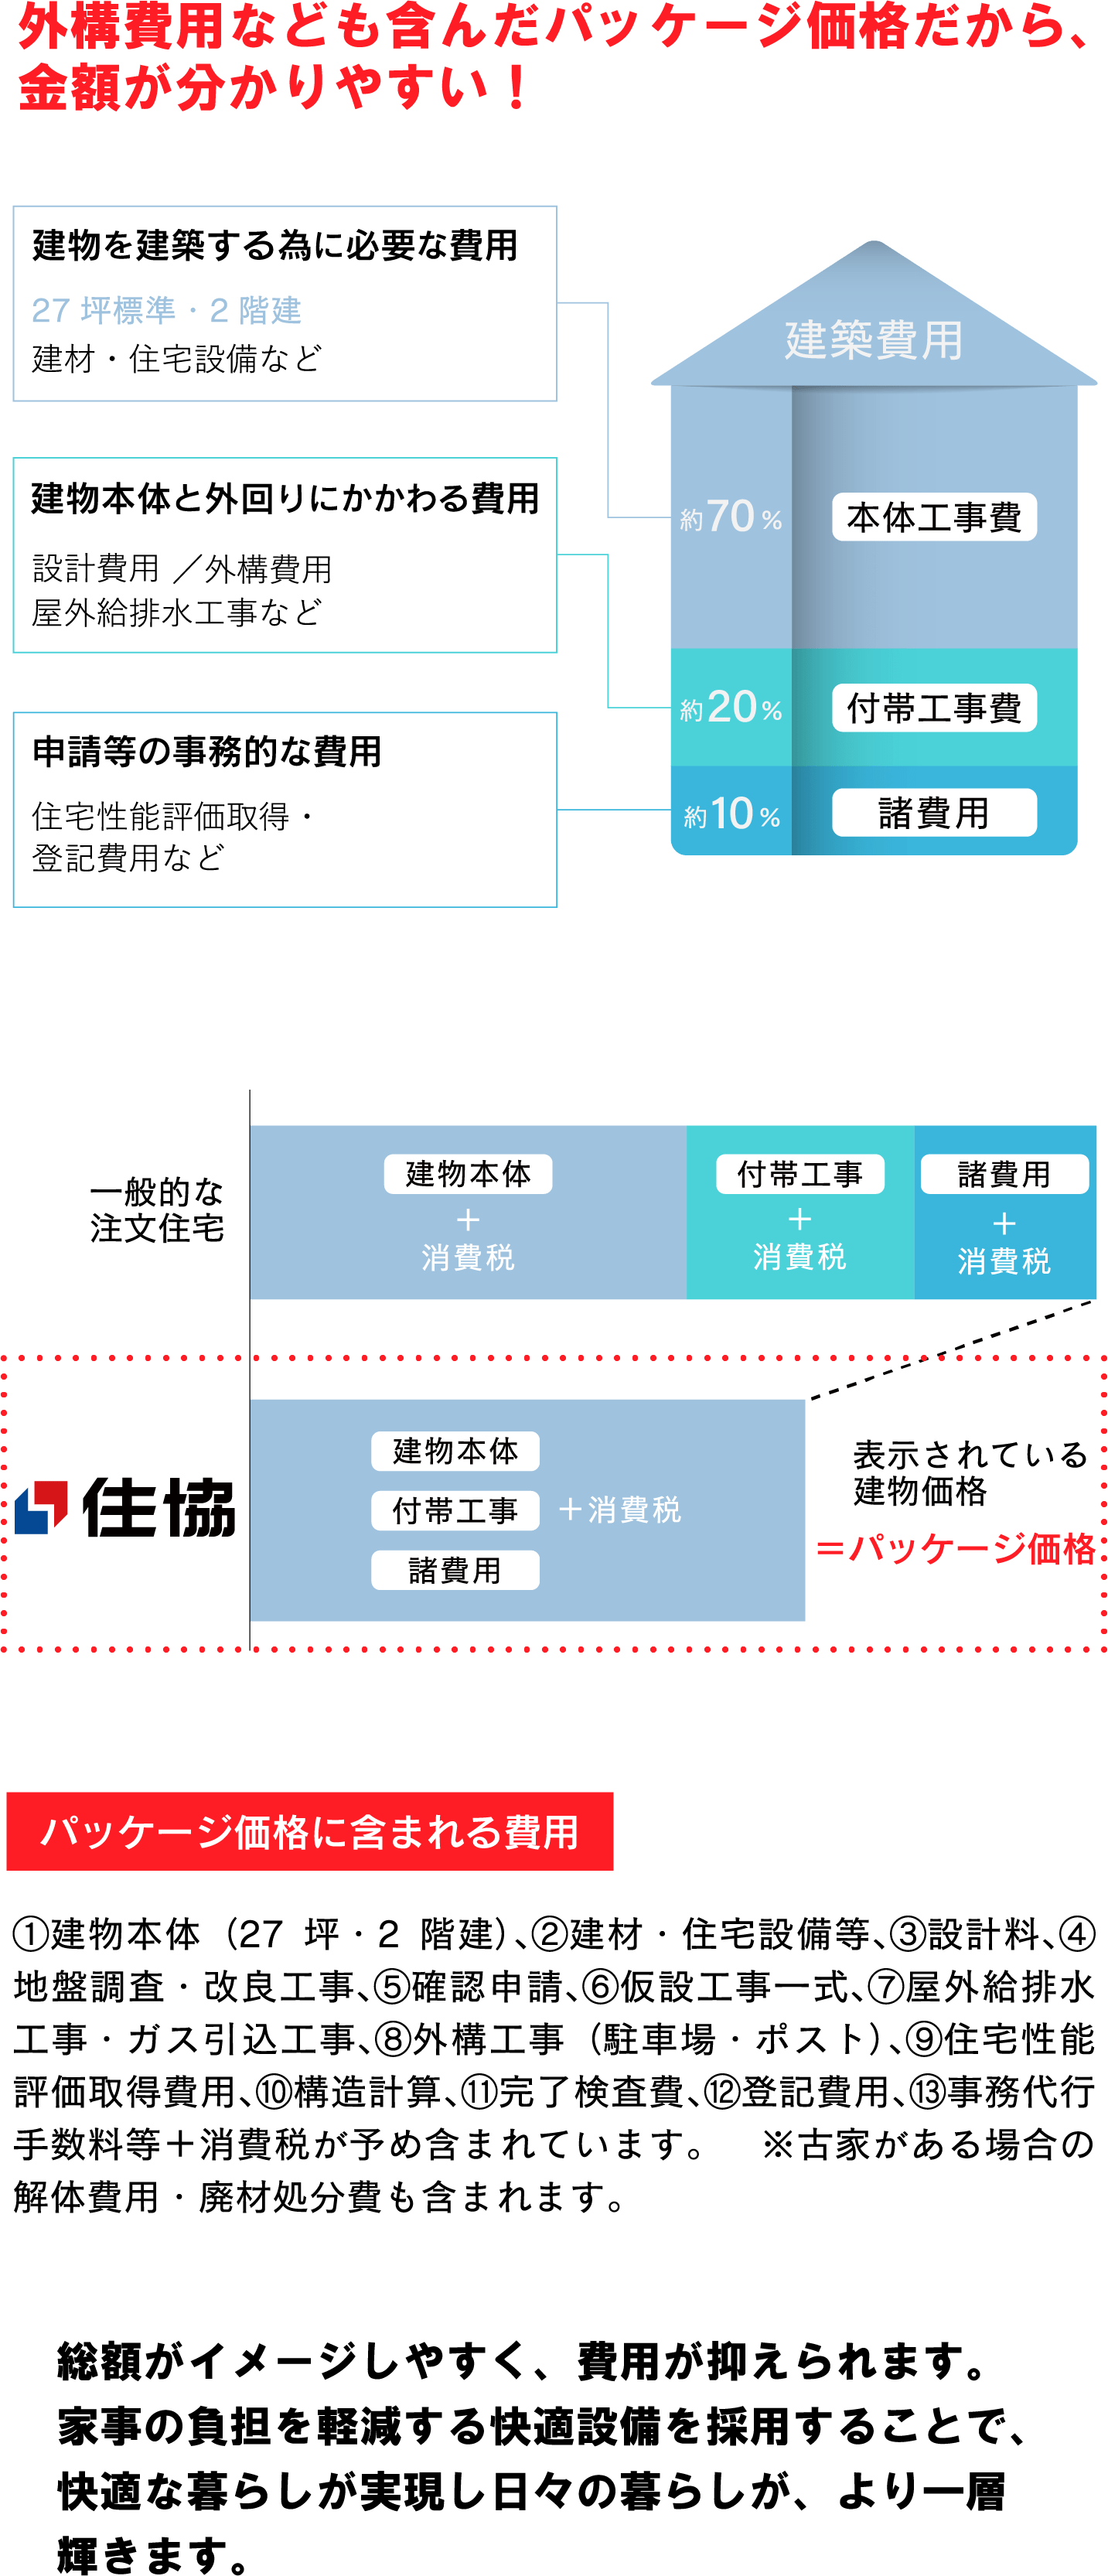 外構費用なども含んだパッケージ価格だから、
金額が分かりやすい！
建物を建築する為に必要な費用
27 坪標準・2 階建
建材・住宅設備など
建物本体と外回りにかかわる費用
設計費用 ／外構費用
屋外給排水工事など
申請等の事務的な費用
住宅性能評価取得・
登記費用など
建築費用
約70% 本体工事費
約20% 付帯工事費
約10% 諸費用
一般的な
注文住宅
建物本体
＋
消費税
付帯工事
＋
消費税
諸費用
＋
消費税
住協
建物本体
付帯工事 ＋消費税
諸費用
表示されている
建物価格
＝パッケージ価格
パッケージ価格に含まれる費用
①建物本体（27 坪・2 階建）、②建材・住宅設備等、③設計料、④
地盤調査・改良工事、⑤確認申請、⑥仮設工事一式、⑦屋外給排水
工事・ガス引込工事、⑧外構工事（駐車場・ポスト）、⑨住宅性能
評価取得費用、⑩構造計算、⑪完了検査費、⑫登記費用、⑬事務代行
手数料等＋消費税が予め含まれています。　※古家がある場合の
解体費用・廃材処分費も含まれます。
総額がイメージしやすく、費用が抑えられます。
家事の負担を軽減する快適設備を採用することで、
快適な暮らしが実現し日々の暮らしが、より一層
輝きます。